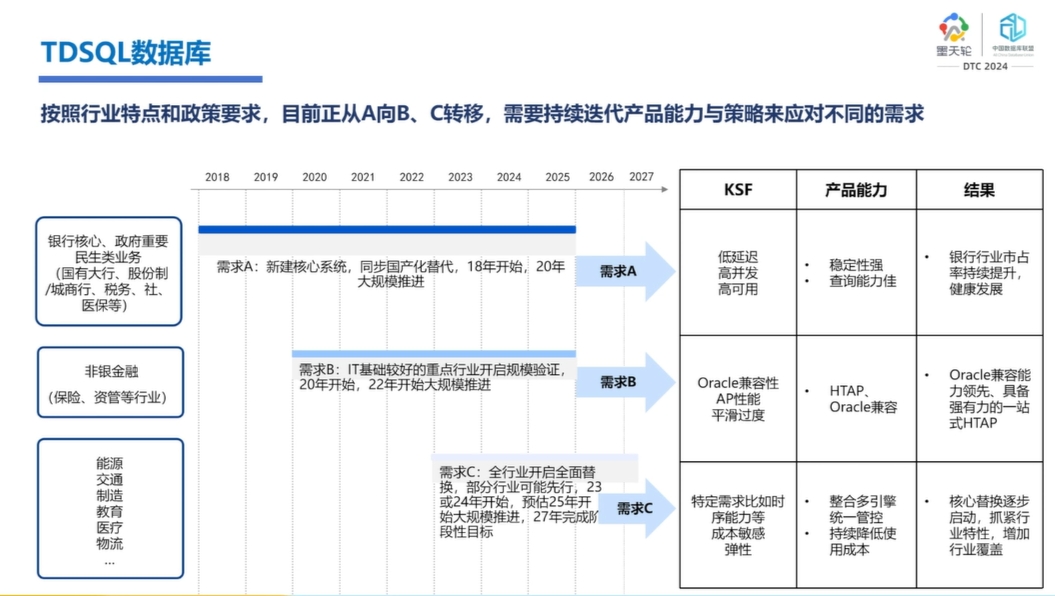 墨天轮
中国数据库联盟
DTC 2024
TDSQL数据库
按照行业特点和政策要求，目前正从A向B、C转移，需要持续迭代产品能力与策略来应对不同的需求
2018 2019 2020 2021 2022 2023 2024 2025 2026 2027
KSF 产品能力 结果
银行核心、政府重要
民生类业务
（国有大行、股份制
/城商行、税务、社、
医保等）
需求A：新建核心系统，同步国产化替代，18年开始，20年
大规模推进
需求A
低延迟
高并发
高可用
• 稳定性强
• 查询能力佳
• 银行行业市占
率持续提升，
健康发展
非银金融
（保险、资管等行业）
需求B：IT基础较好的重点行业开启规模验证，
20年开始，22年开始大规模推进
需求B
Oracle兼容性
AP性能
平滑过度
• HTAP、
Oracle兼容
• Oracle兼容能
力领先、具备
强有力的一站
式HTAP
能源
交通
制造
教育
医疗
物流
...
需求C：全行业开启全面替
换，部分行业可能先行，23
或24年开始，预估25年开
始大规模推进，27年完成阶
段性目标
需求C
特定需求比如时
序能力等
成本敏感
弹性
• 整合多引擎
统一管控
• 持续降低使
用成本
• 核心替换逐步
启动，抓紧行
业特性，增加
行业覆盖